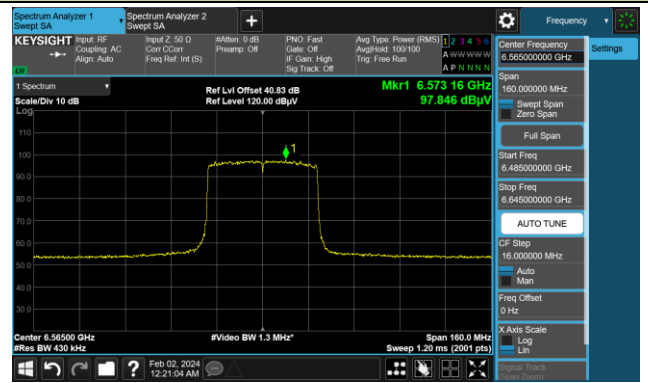 Spectrum Analyzer 1
Swept SA
Spectrum Analyzer 2
Swept SA
Frequency
KEYSIGHT
Input: RF
Coupling: AC
Align: Auto
Input Z: 50 Ω
Corr CCorr
Freq Ref: Int (S)
#Atten: 0 dB
Preamp: Off
PNO: Fast
Gate: Off
IF Gain: High
Sig Track: Off
Avg Type: Power (RMS)
Avg|Hold: 100/100
Trig: Free Run
1 2 3 4 5 6
A W W W W W
A P N N N N
LW
1 Spectrum
Scale/Div 10 dB
Log
Ref Lvl Offset 40.83 dB
Ref Level 120.00 dBµV
Mkr1 6.573 16 GHz
97.846 dBµV
1
110
100
90.0
80.0
70.0
60.0
50.0
40.0
30.0
Center 6.56500 GHz
#Res BW 430 kHz
#Video BW 1.3 MHz*
Span 160.0 MHz
Sweep 1.20 ms (2001 pts)
Feb 02, 2024
12:21:04 AM
Center Frequency
6.565000000 GHz
Settings
Span
160.000000 MHz
Swept Span
Zero Span
Full Span
Start Freq
6.485000000 GHz
Stop Freq
6.645000000 GHz
AUTO TUNE
CF Step
16.000000 MHz
Auto
Man
Freq Offset
0 Hz
X Axis Scale
Log
Lin
Signal Track
(Span Zoom)